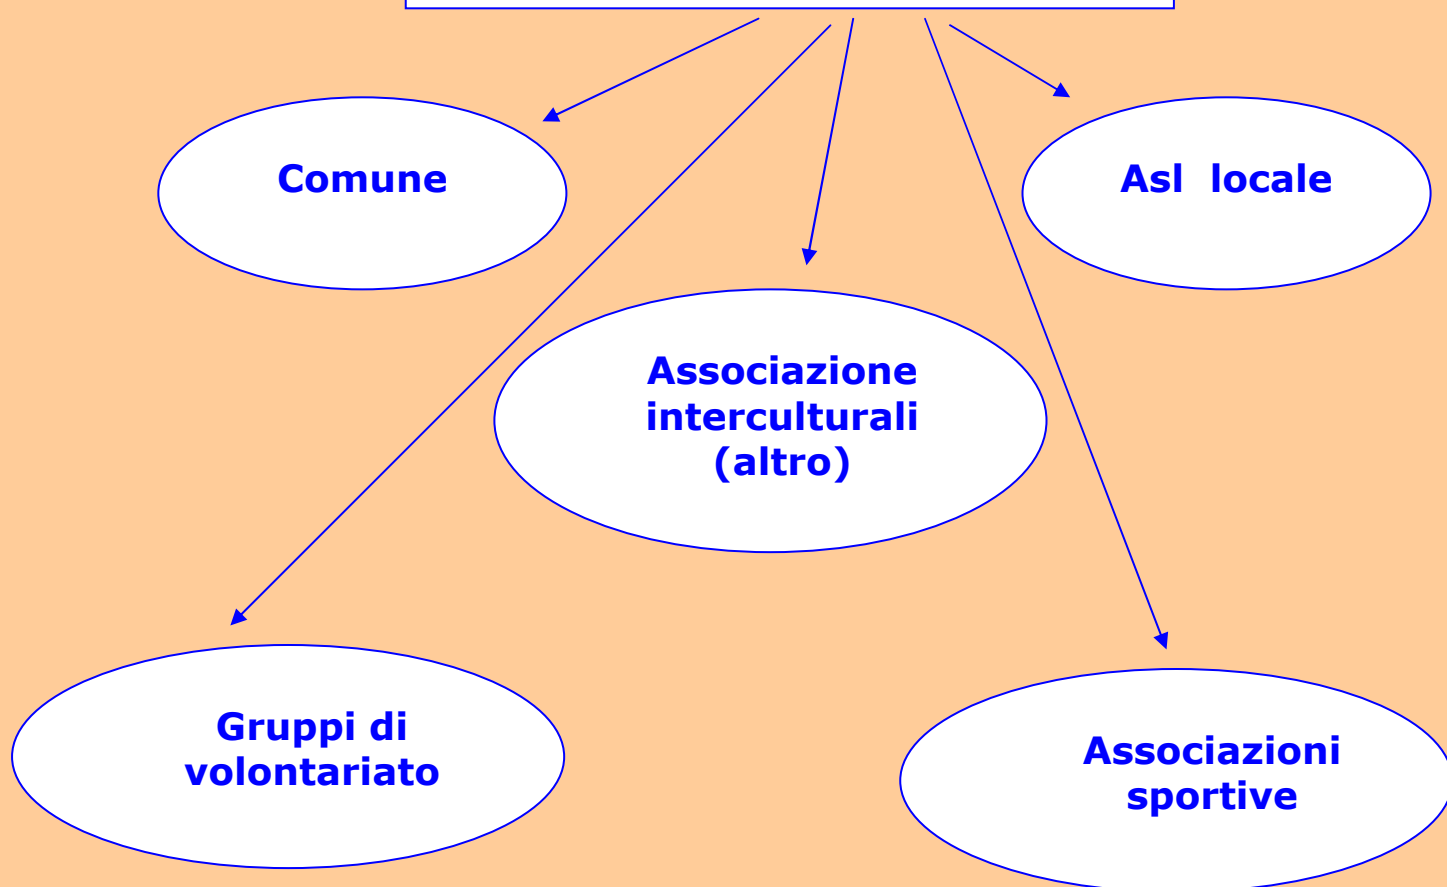 Comune
Asl  locale
Associazione
interculturali
(altro)
Gruppi di
volontariato
Associazioni
sportive